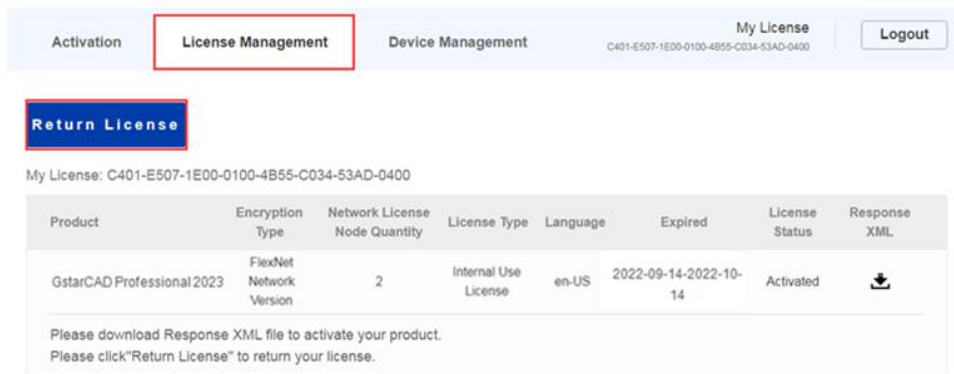 Activation License Management Device Management My License Logout
C401-E507-1E00-0100-4B55-C034-53AD-0400
Return License
My License: C401-E507-1E00-0100-4B55-C034-53AD-0400
Product Encryption Type Network License Node Quantity License Type Language Expired License Status Response XML
GstarCAD Professional 2023 FlexNet Network Version 2 Internal Use License en-US 2022-09-14-2022-10-14 Activated
Please download Response XML file to activate your product.
Please click"Return License" to return your license.